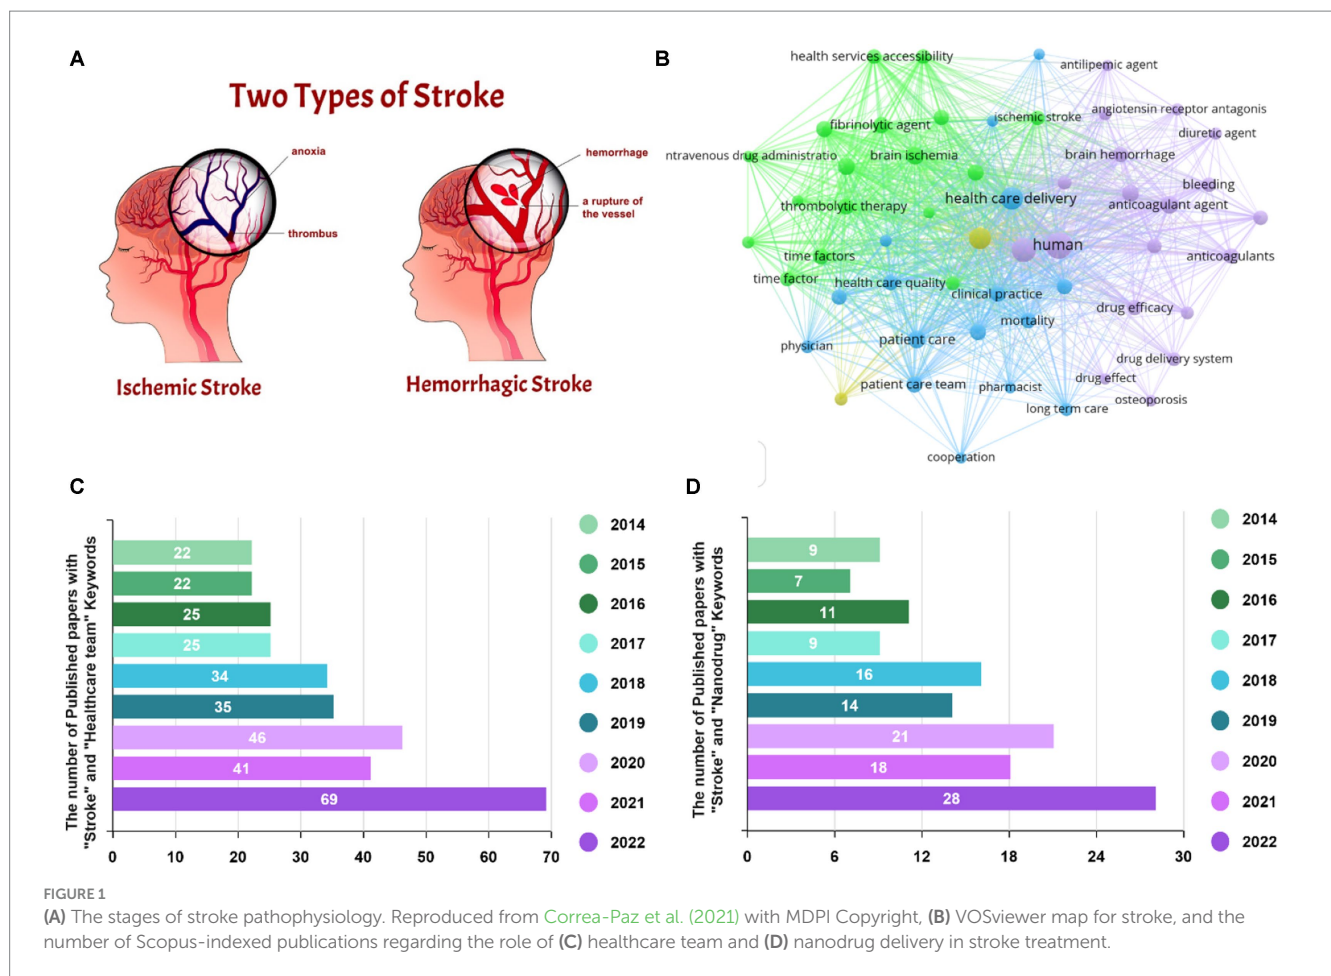 A
Two Types of Stroke
anoxia
thrombus
Ischemic Stroke
hemorrhage
a rupture of
the vessel
Hemorrhagic Stroke
B
health services accessibility
antilipemic agent
angiotensin receptor antagonis
ischemic stroke
fibrinolytic agent
diuretic agent
ntravenous drug administratio
brain ischemia
brain hemorrhage
bleeding
health care delivery
thrombolytic therapy
anticoagulant agent
human
time factors
anticoagulants
time factor
health care quality
clinical practice
drug efficacy
mortality
physician
patient care
drug delivery system
patient care team
pharmacist
drug effect
osteoporosis
long term care
cooperation
C
The number of Published papers with
"Stroke" and "Healthcare team" Keywords
22
22
25
25
34
35
46
41
69
0 10 20 30 40 50 60 70
2014
2015
2016
2017
2018
2019
2020
2021
2022
D
The number of Published papers with
"Stroke" and "Nanodrug" Keywords
9
7
11
9
16
14
21
18
28
0 6 12 18 24 30
2014
2015
2016
2017
2018
2019
2020
2021
2022
FIGURE 1
(A) The stages of stroke pathophysiology. Reproduced from Correa-Paz et al. (2021) with MDPI Copyright, (B) VOSviewer map for stroke, and the
number of Scopus-indexed publications regarding the role of (C) healthcare team and (D) nanodrug delivery in stroke treatment.